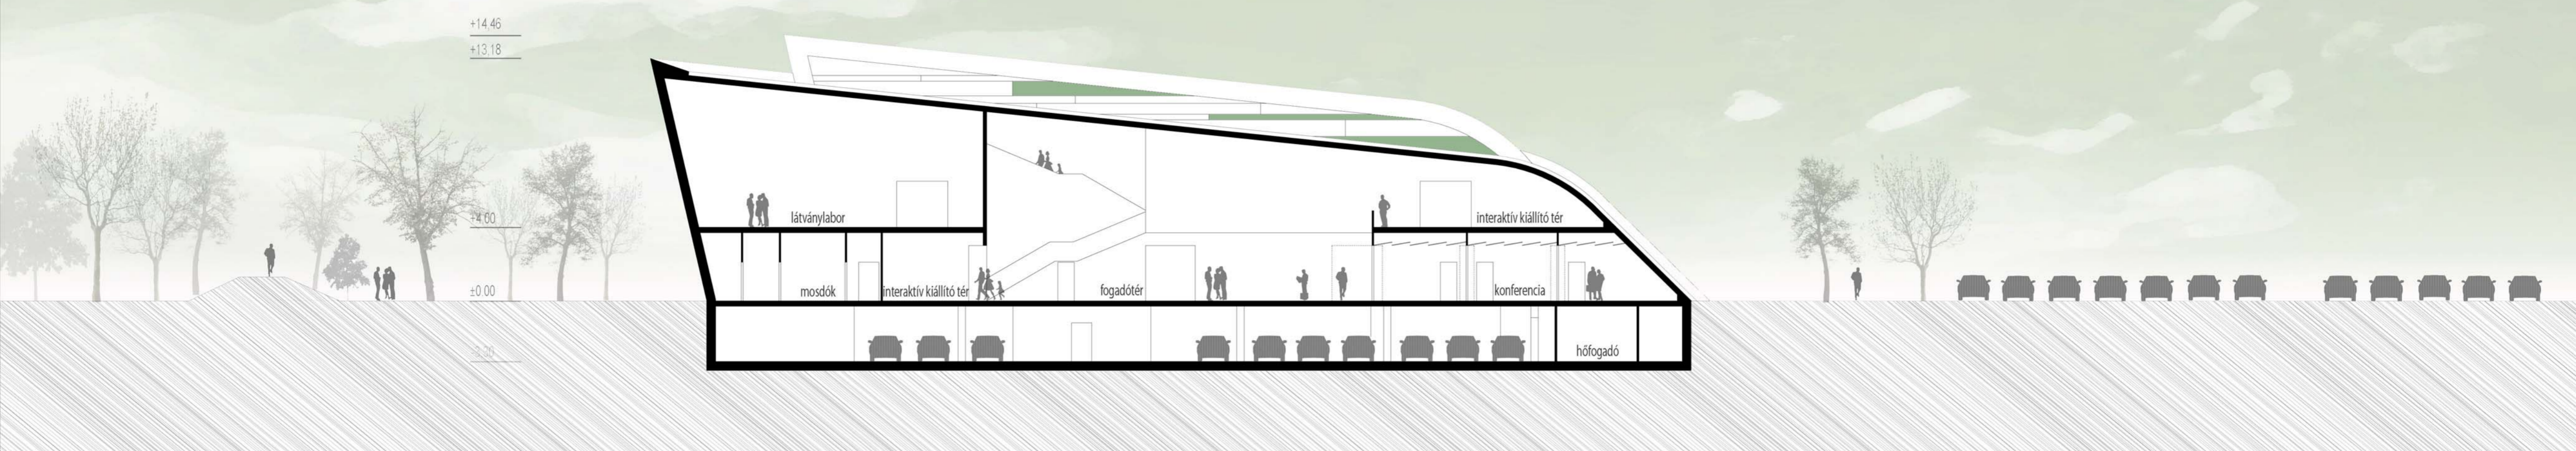 +14,46
+13,18
+4,00
±0.00
látványlabor
interaktív kiállító tér
mosdók
interaktív kiállító tér
fogadótér
konferencia
hőfogadó